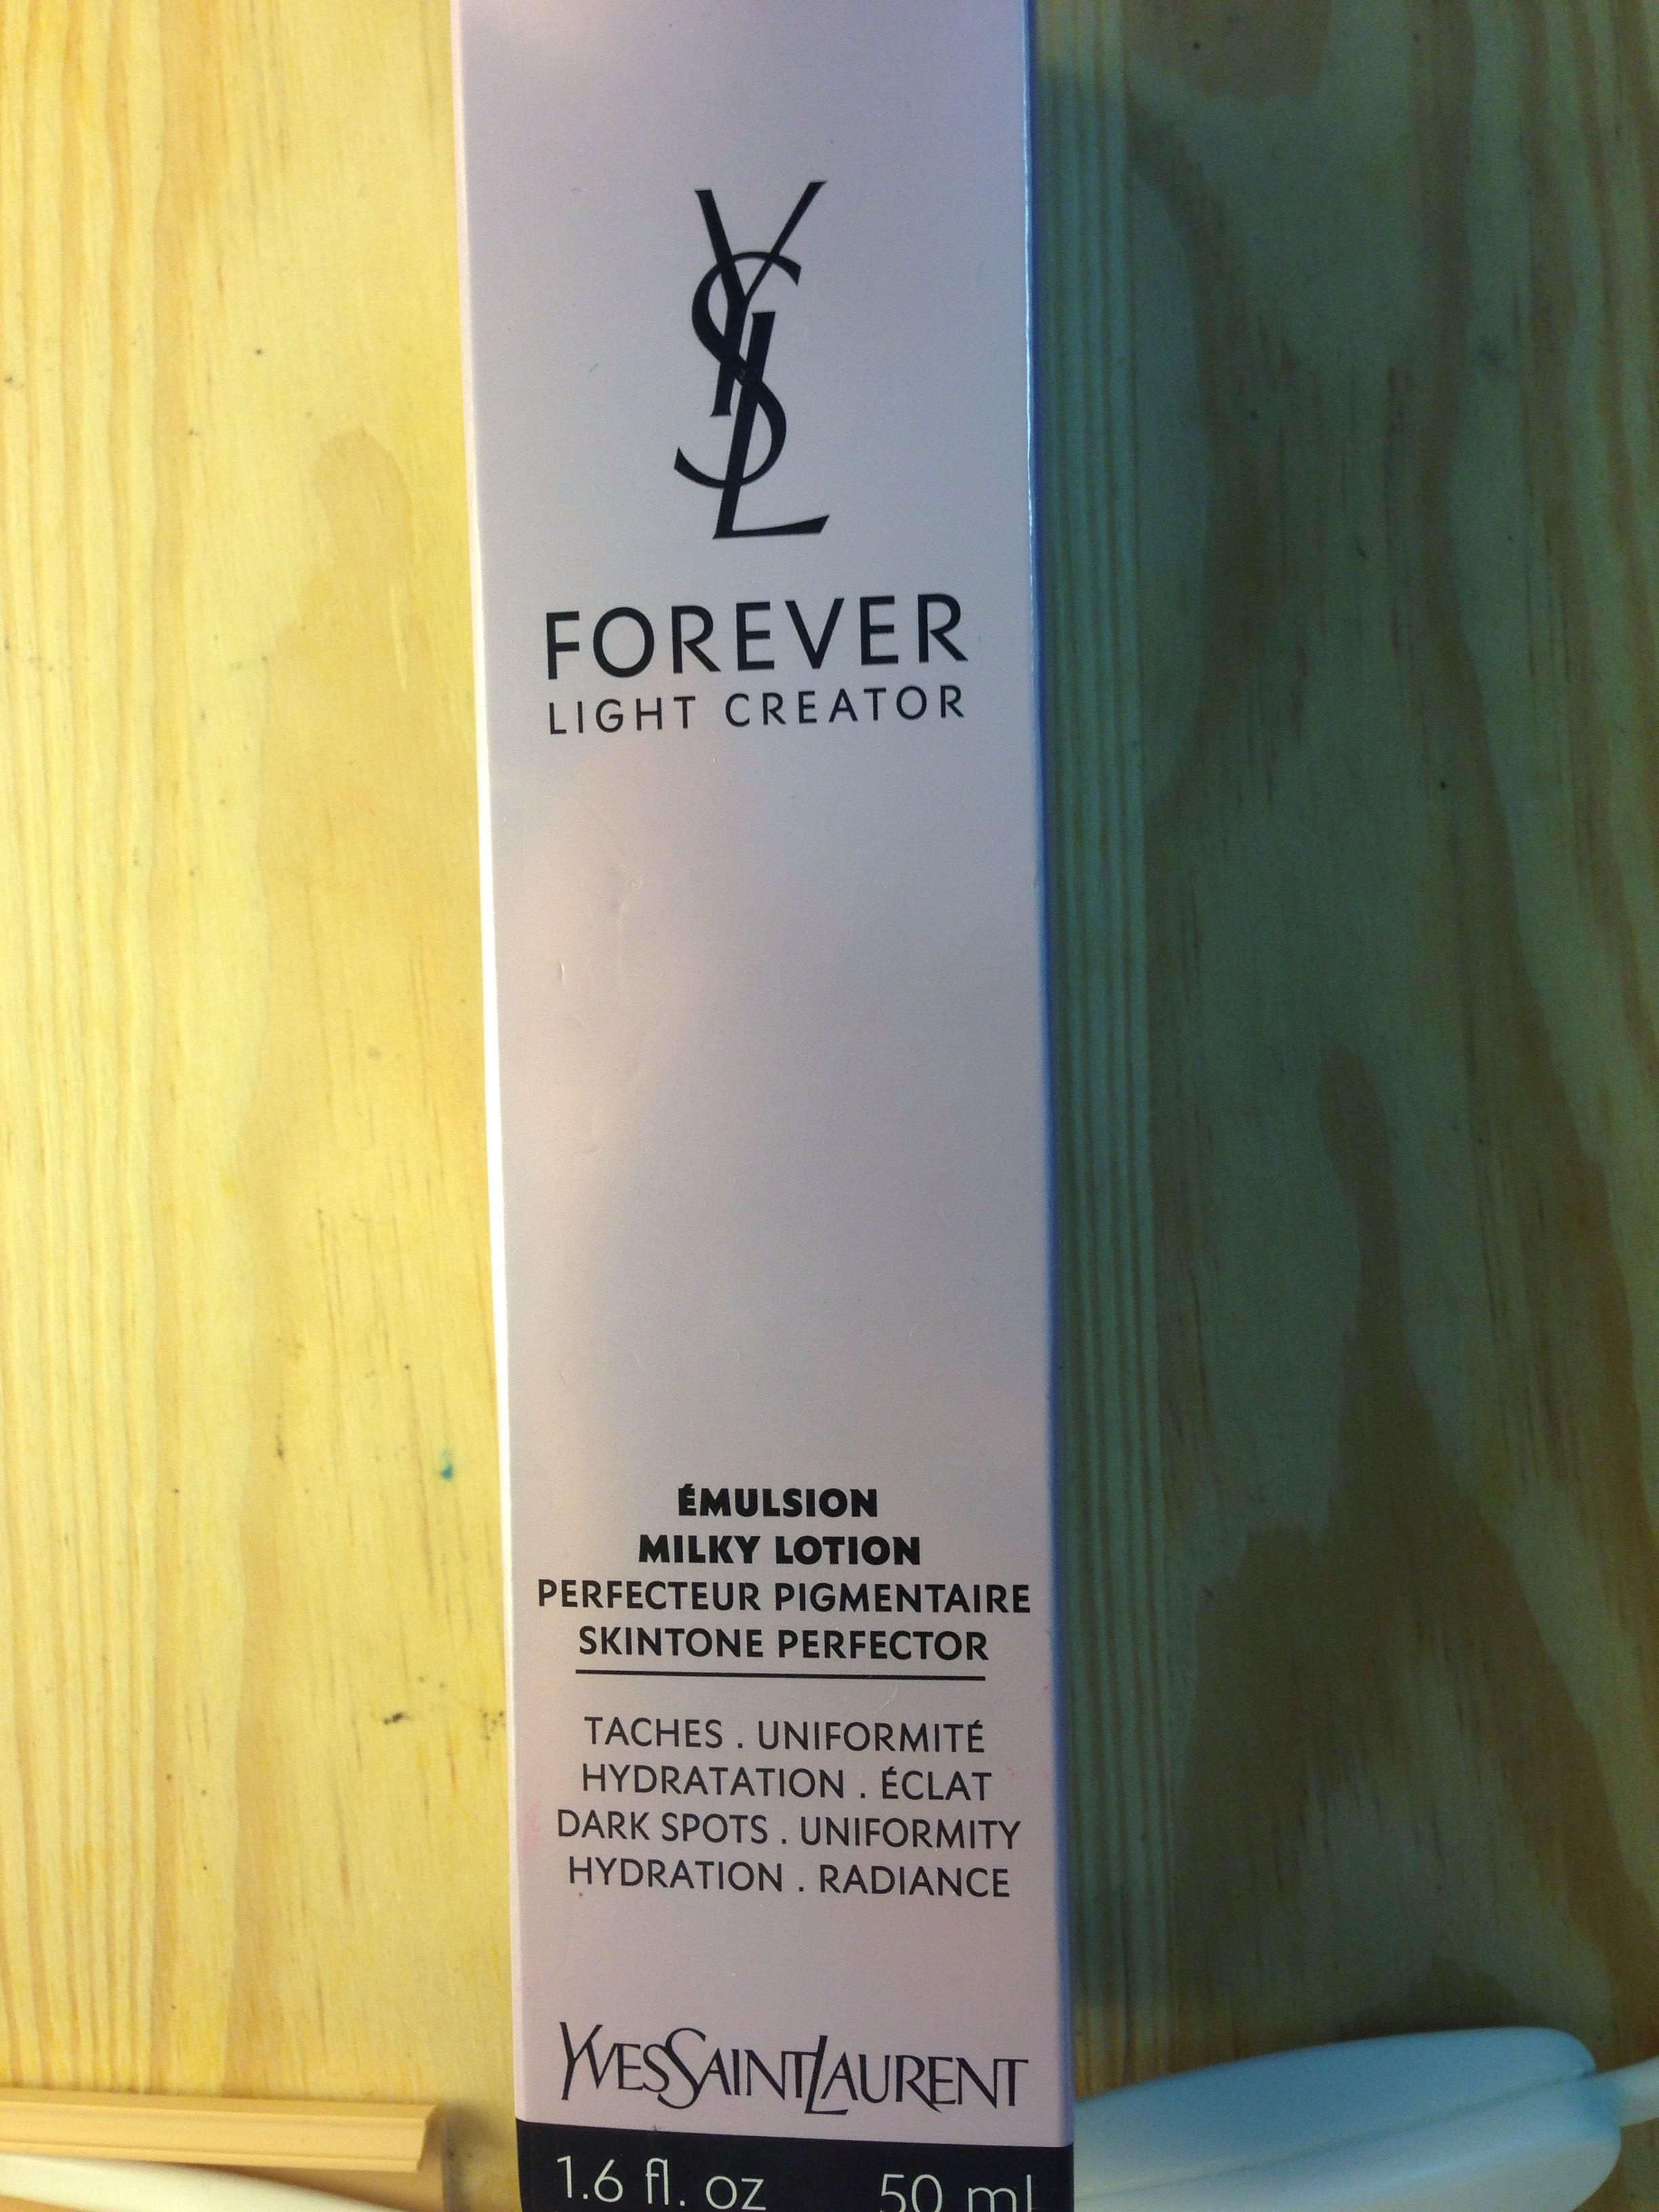 YSL
FOREVER
LIGHT CREATOR
ÉMULSION
MILKY LOTION
PERFECTEUR PIGMENTAIRE
SKINTONE PERFECTOR
TACHES . UNIFORMITÉ
HYDRATATION . ÉCLAT
DARK SPOTS . UNIFORMITY
HYDRATION . RADIANCE
YVESSAINTLAURENT
1.6 fl. oz 50 ml